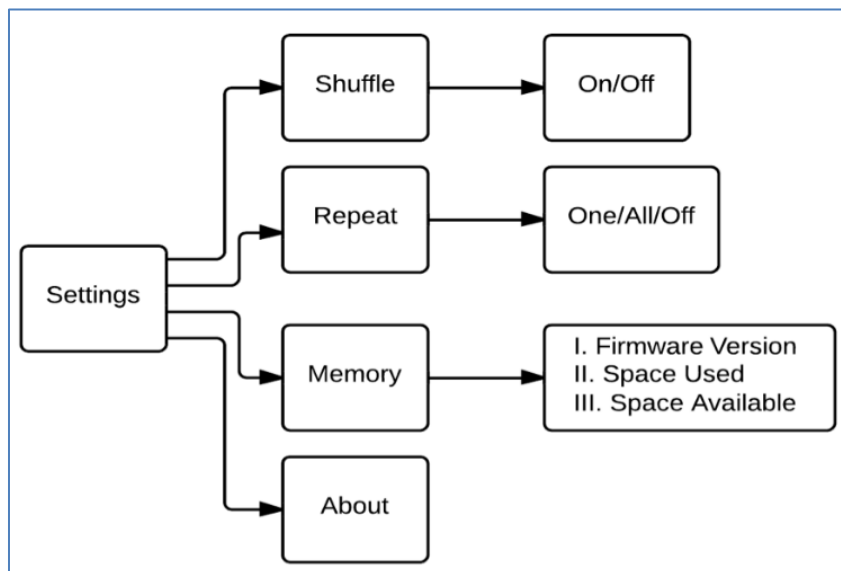 Shuffle
On/Off
Repeat
One/All/Off
Settings
Memory
I. Firmware Version
II. Space Used
III. Space Available
About